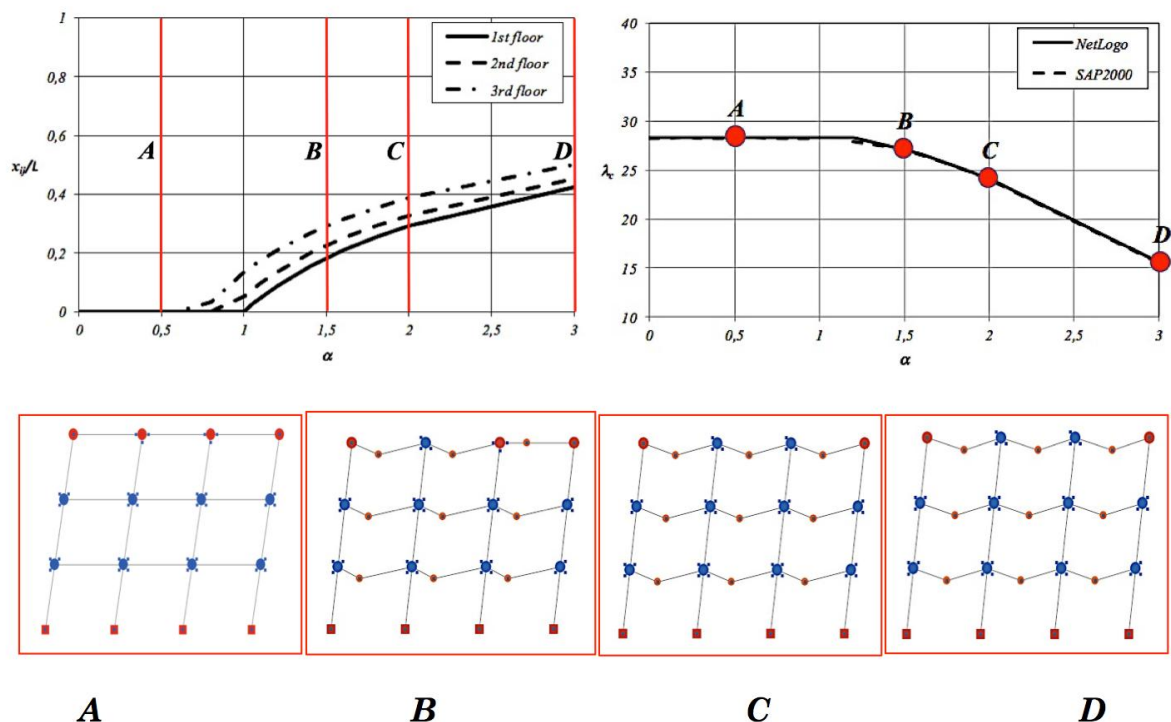 1
0,8
0,6
0,4
0,2
0
x_ij/L
0 0,5 1 1,5 2 2,5 3
α
A B C D
1st floor
2nd floor
3rd floor
40
35
30
25
20
15
10
λc
0 0,5 1 1,5 2 2,5 3
α
A
B
C
D
NetLogo
SAP2000
A B C D